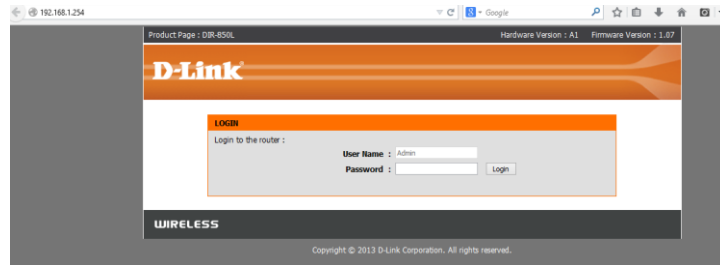 192.168.1.254
Google
Product Page : DIR-850L Hardware Version : A1 Firmware Version : 1.07
D-Link
LOGIN
Login to the router :
User Name : Admin
Password : Login
WIRELESS
Copyright © 2013 D-Link Corporation. All rights reserved.